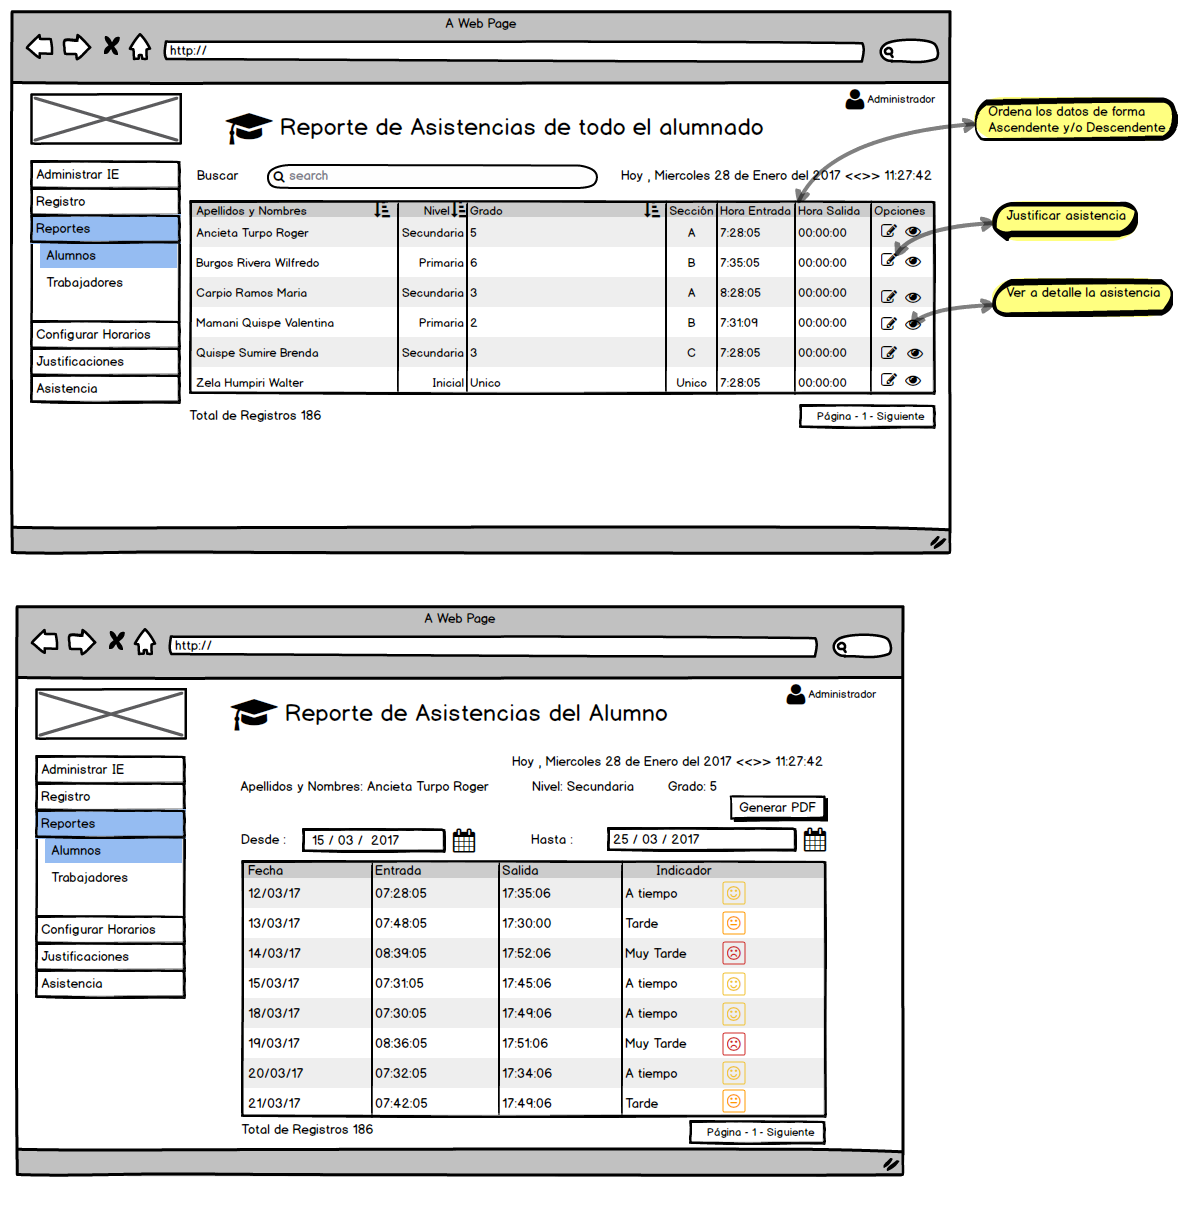 A Web Page
http://
Administrador
Reporte de Asistencias de todo el alumnado
Ordena los datos de forma
Ascendente y/o Descendente
Administrar IE
Registro
Reportes
Alumnos
Trabajadores
Configurar Horarios
Justificaciones
Asistencia
Buscar search Hoy , Miercoles 28 de Enero del 2017 <<>> 11:27:42
Apellidos y Nombres Nivel Grado Sección Hora Entrada Hora Salida Opciones
Ancieta Turpo Roger Secundaria 5 A 7:28:05 00:00:00
Burgos Rivera Wilfredo Primaria 6 B 7:35:05 00:00:00
Carpio Ramos Maria Secundaria 3 A 8:28:05 00:00:00
Mamani Quispe Valentina Primaria 2 B 7:31:09 00:00:00
Quispe Sumire Brenda Secundaria 3 C 7:28:05 00:00:00
Zela Humpiri Walter Inicial Unico Unico 7:28:05 00:00:00
Justificar asistencia
Ver a detalle la asistencia
Total de Registros 186
Página - 1 - Siguiente
A Web Page
http://
Administrador
Reporte de Asistencias del Alumno
Administrar IE
Registro
Reportes
Alumnos
Trabajadores
Configurar Horarios
Justificaciones
Asistencia
Hoy , Miercoles 28 de Enero del 2017 <<>> 11:27:42
Apellidos y Nombres: Ancieta Turpo Roger Nivel: Secundaria Grado: 5
Generar PDF
Desde : 15 / 03 / 2017 Hasta : 25 / 03 / 2017
Fecha Entrada Salida Indicador
12/03/17 07:28:05 17:35:06 A tiempo
13/03/17 07:48:05 17:30:00 Tarde
14/03/17 08:39:05 17:52:06 Muy Tarde
15/03/17 07:31:05 17:45:06 A tiempo
18/03/17 07:30:05 17:49:06 A tiempo
19/03/17 08:36:05 17:51:06 Muy Tarde
20/03/17 07:32:05 17:34:06 A tiempo
21/03/17 07:42:05 17:49:06 Tarde
Total de Registros 186
Página - 1 - Siguiente